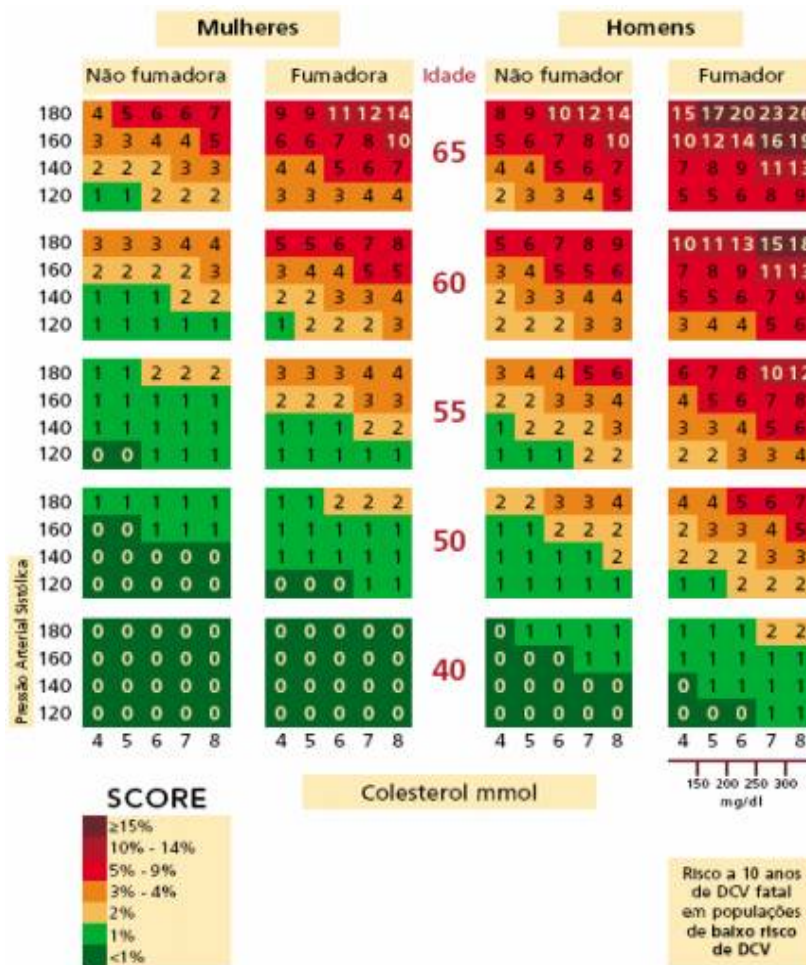 Mulheres Homens
Não fumadora Fumadora Idade Não fumador Fumador
180 4 5 6 6 7 9 9 11 12 14 8 9 10 12 14 15 17 20 23
160 3 3 4 4 5 6 6 7 8 10 65 5 6 7 8 10 10 12 14 16
140 2 2 2 3 3 4 4 5 6 7 4 4 5 6 7 7 8 9 11
120 1 1 2 2 2 3 3 3 4 4 2 3 3 4 5 5 5 6 8 9
180 3 3 3 4 4 5 5 6 7 8 5 6 7 8 9 10 11 13 15
160 2 2 2 2 3 3 4 4 5 5 60 3 4 5 5 6 7 8 9 11
140 1 1 1 2 2 2 2 3 3 4 2 3 3 4 4 5 5 6 7 9
120 1 1 1 1 1 1 2 2 2 3 2 2 2 3 3 3 4 4 5 6
180 1 1 2 2 2 3 3 3 4 4 3 4 4 5 6 6 7 8 10 12
160 1 1 1 1 1 2 2 2 3 3 55 2 2 3 3 4 4 5 6 7 8
140 1 1 1 1 1 1 1 1 2 2 1 2 2 2 3 3 3 4 5 6
120 0 0 1 1 1 1 1 1 1 1 1 1 1 2 2 2 2 3 3 4
180 1 1 1 1 1 1 1 2 2 2 2 2 3 3 4 4 4 5 6 7
160 0 0 1 1 1 1 1 1 1 1 50 1 1 2 2 2 2 3 3 4 5
140 0 0 0 0 0 1 1 1 1 1 1 1 1 1 2 2 2 2 3 3
120 0 0 0 0 0 0 0 0 1 1 1 1 1 1 1 1 1 2 2 2
180 0 0 0 0 0 0 0 0 0 0 0 1 1 1 1 1 1 1 2 2
160 0 0 0 0 0 0 0 0 0 0 40 0 0 0 1 1 1 1 1 1 1
140 0 0 0 0 0 0 0 0 0 0 0 0 0 0 0 0 1 1 1 1
120 0 0 0 0 0 0 0 0 0 0 0 0 0 0 0 0 0 0 1 1
4 5 6 7 8 4 5 6 7 8 4 5 6 7 8 4 5 6 7 8
Pressão Arterial Sistólica
150 200 250 300
mg/dl
Colesterol mmol
SCORE
≥15%
10% - 14%
5% - 9%
3% - 4%
2%
1%
<1%
Risco a 10 anos
de DCV fatal
em populações
de baixo risco
de DCV